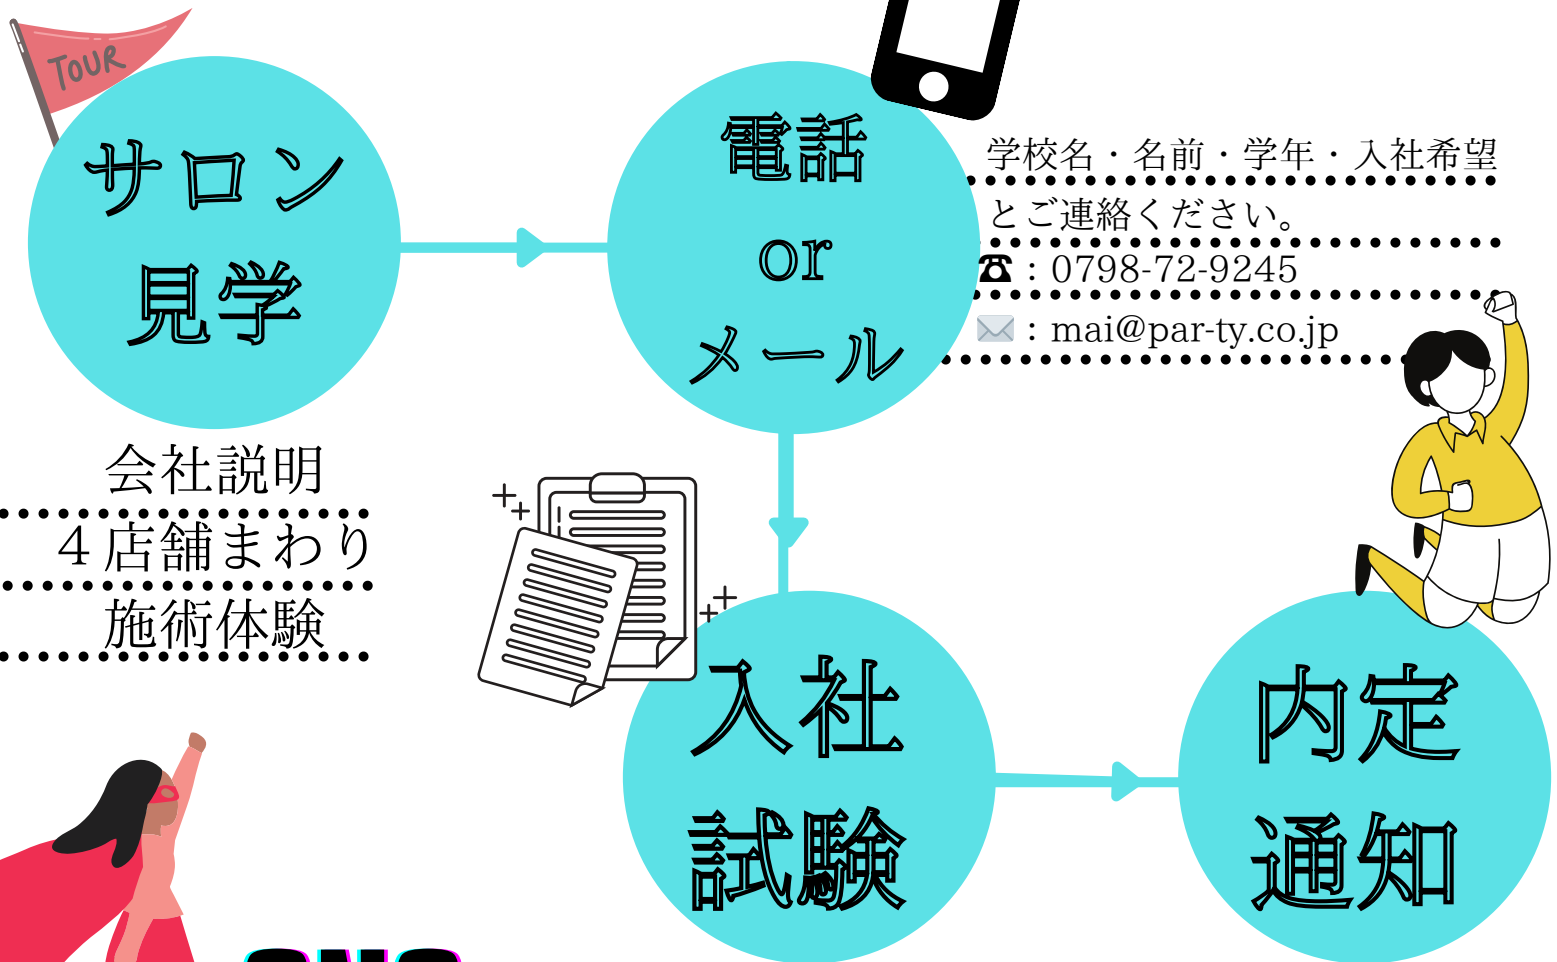 TOUR
サロン
見学
会社説明
４店舗まわり
施術体験
電話
or
メール
学校名・名前・学年・入社希望
とご連絡ください。
☎：0798-72-9245
✉：mai@par-ty.co.jp
入社
試験
内定
通知